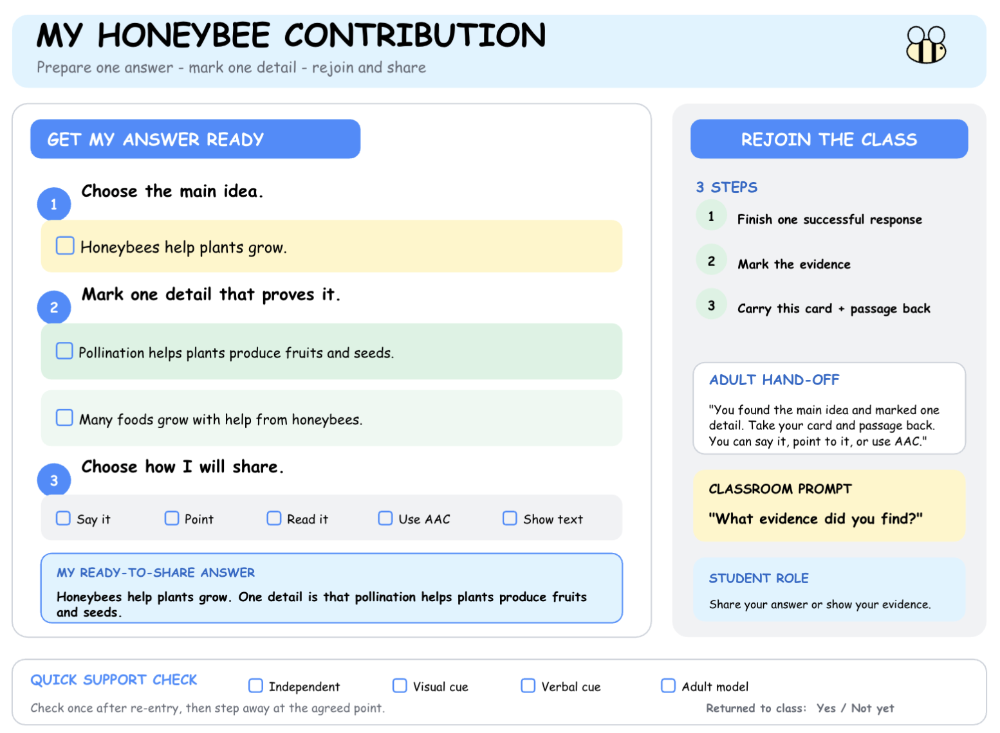 MY HONEYBEE CONTRIBUTION
Prepare one answer - mark one detail - rejoin and share
GET MY ANSWER READY
1
Choose the main idea.
Honeybees help plants grow.
2
Mark one detail that proves it.
Pollination helps plants produce fruits and seeds.
Many foods grow with help from honeybees.
3
Choose how I will share.
Say it
Point
Read it
Use AAC
Show text
MY READY-TO-SHARE ANSWER
Honeybees help plants grow. One detail is that pollination helps plants produce fruits
and seeds.
REJOIN THE CLASS
3 STEPS
1 Finish one successful response
2 Mark the evidence
3 Carry this card + passage back
ADULT HAND-OFF
"You found the main idea and marked one
detail. Take your card and passage back.
You can say it, point to it, or use AAC."
CLASSROOM PROMPT
"What evidence did you find?"
STUDENT ROLE
Share your answer or show your evidence.
QUICK SUPPORT CHECK
Independent
Visual cue
Verbal cue
Adult model
Check once after re-entry, then step away at the agreed point.
Returned to class: Yes / Not yet